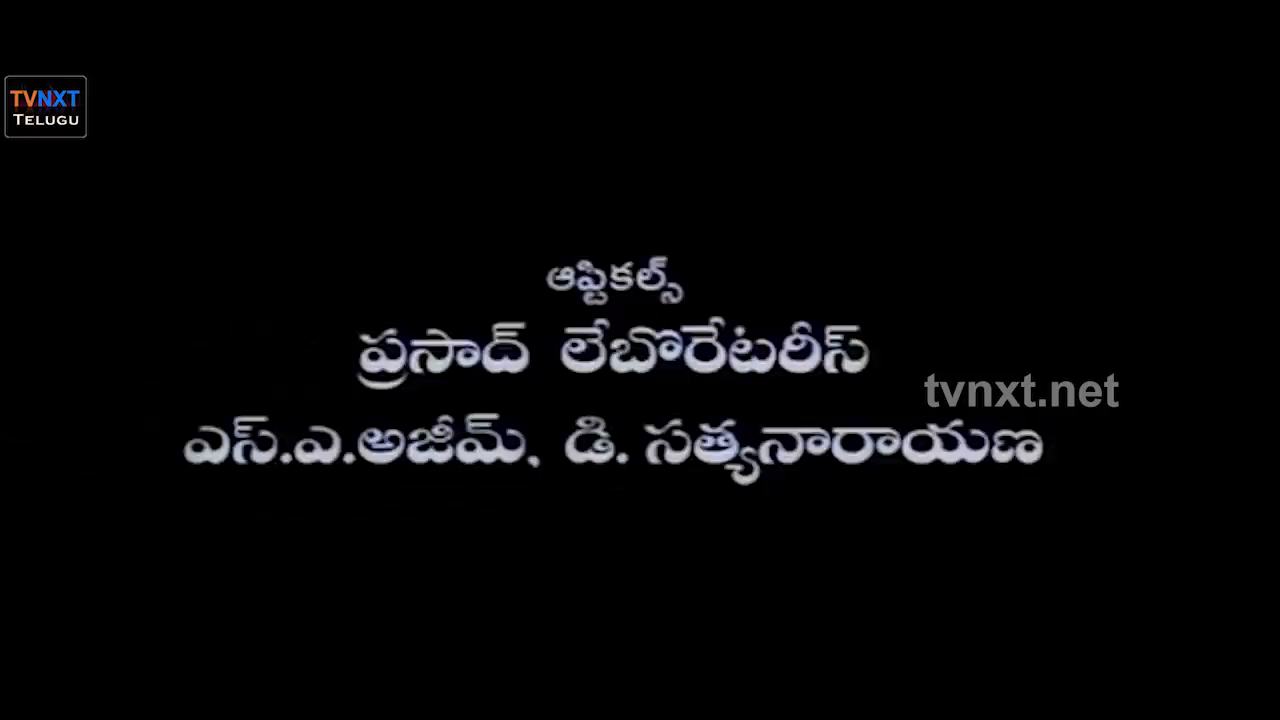 TVNXT
TELUGU
ఆప్టికల్స్
ప్రసాద్ లేబొరేటరీస్
tvnxt.net
ఎస్.ఎ.అజీమ్, డి. సత్యనారాయణ